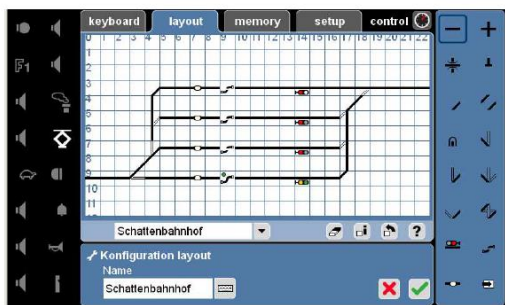 keyboard layout memory setup control
F1
0 1 2 3 4 5 6 7 8 9 10 11 12 13 14 15 16 17 18 19 20 21 22
1
2
3
4
5
6
7
8
9
10
11
Schattenbahnhof ?
Konfiguration layout
Name
Schattenbahnhof